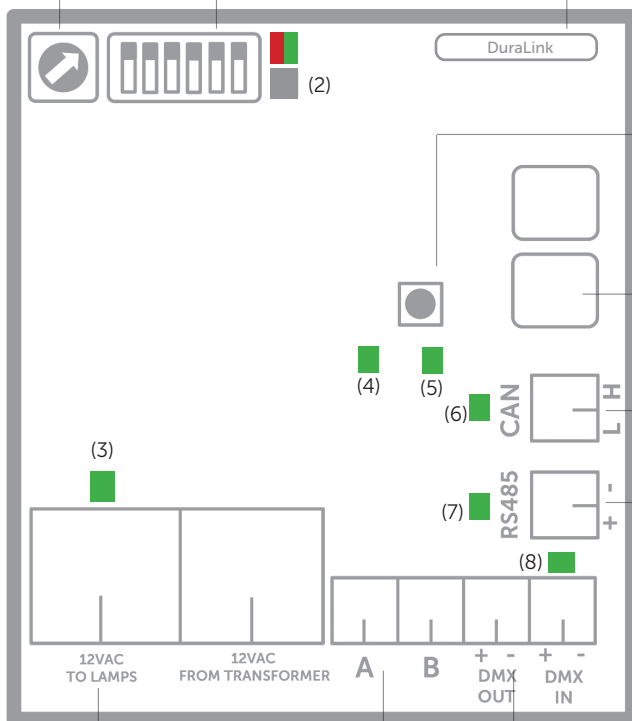 DuraLink
(2)
(4)
(5)
(6)
CAN
H
L
(3)
(7)
RS485
-
+
(8)
12VAC
TO LAMPS
12VAC
FROM TRANSFORMER
A
B
+ -
DMX
OUT
+ -
DMX
IN